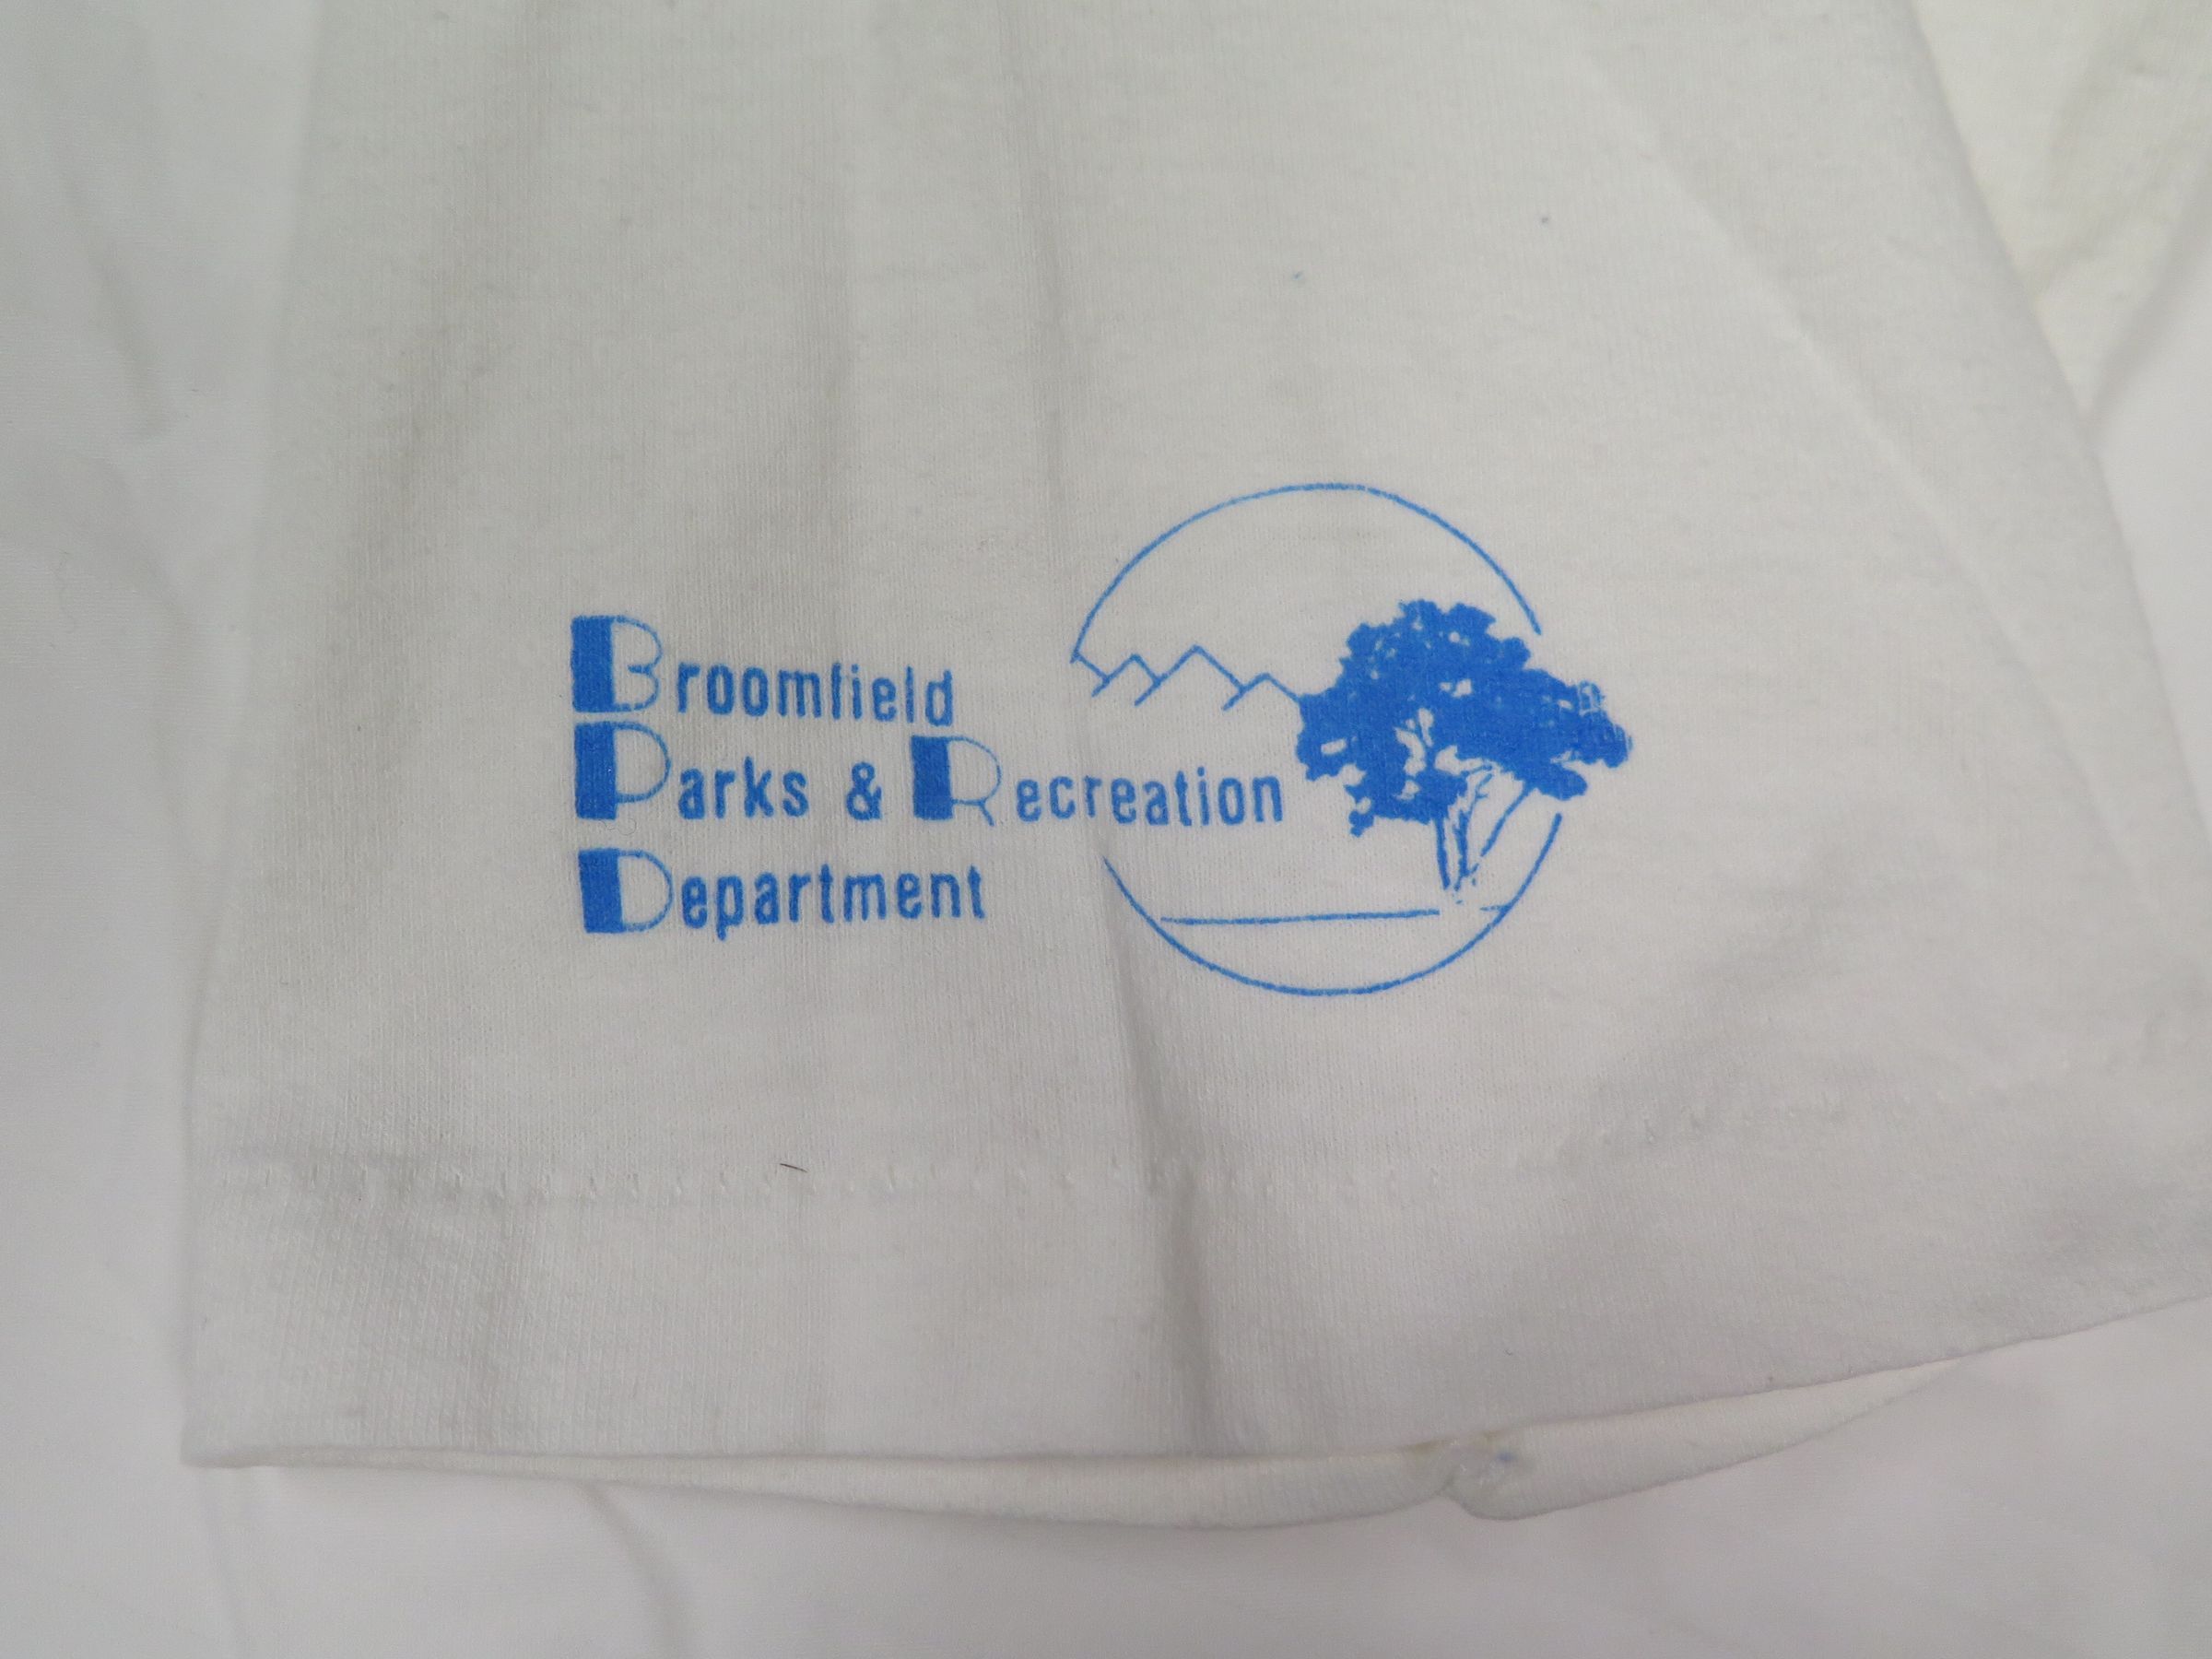 Broomfield
Parks & Recreation
Department